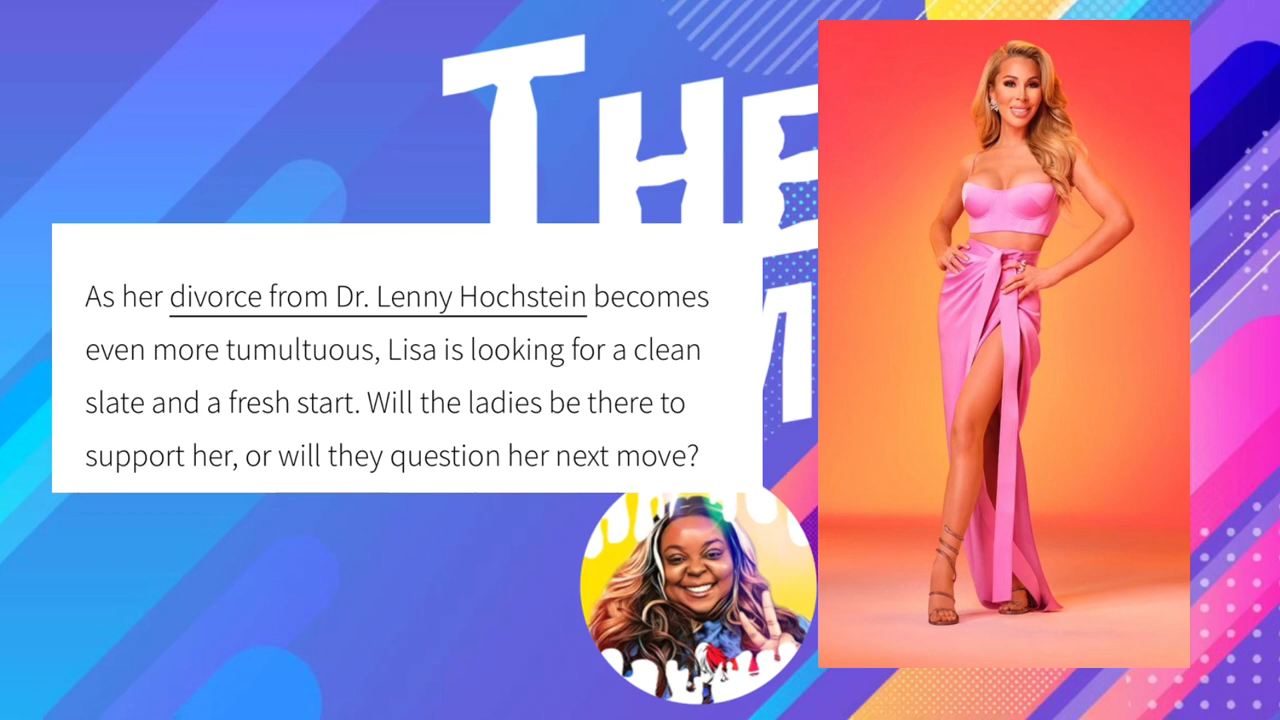 THE
As her divorce from Dr. Lenny Hochstein becomes
even more tumultuous, Lisa is looking for a clean
slate and a fresh start. Will the ladies be there to
support her, or will they question her next move?